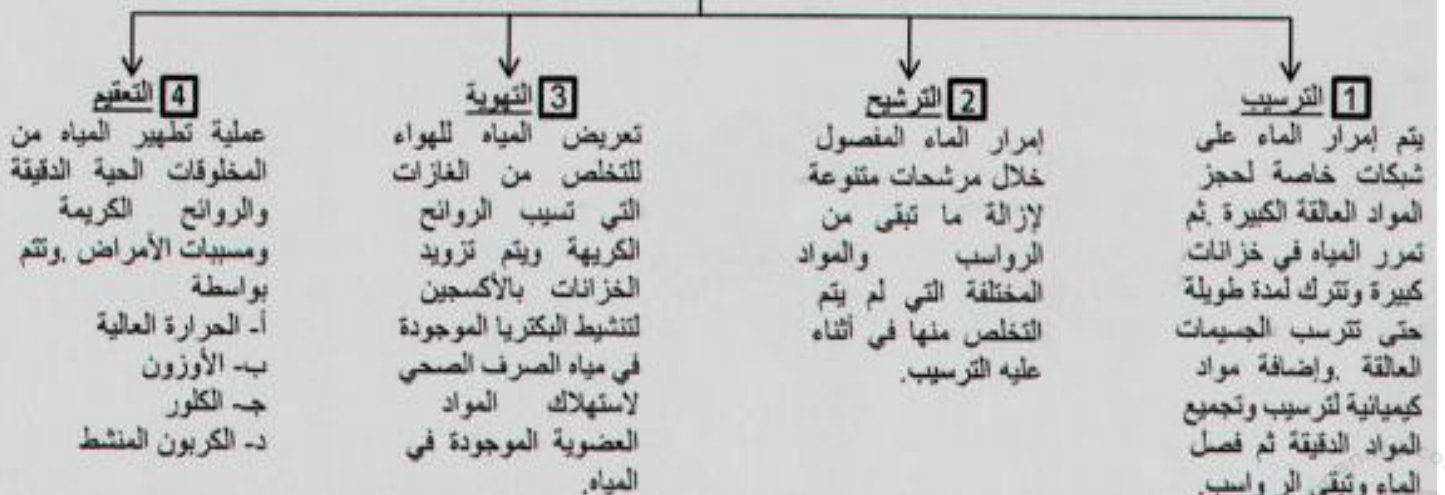 1 الترسيب
يتم إمرار الماء على
شبكات خاصة لحجز
المواد العالقة الكبيرة .ثم
تمرر المياه في خزانات
كبيرة وتترك لمدة طويلة
حتى تترسب الجسيمات
العالقة .وإضافة مواد
كيميائية لترسيب وتجميع
المواد الدقيقة ثم فصل
الماء وتبقى الرواسب.
2 الترشيح
إمرار الماء المفصول
خلال مرشحات متنوعة
لإزالة ما تبقى من
الرواسب والمواد
المختلفة التي لم يتم
التخلص منها في أثناء
عليه الترسيب.
3 التهوية
تعريض المياه للهواء
للتخلص من الغازات
التي تسبب الروائح
الكريهة ويتم تزويد
الخزانات بالأكسجين
لتنشيط البكتريا الموجودة
في مياه الصرف الصحي
لاستهلاك المواد
العضوية الموجودة في
المياه.
4 التعقيم
عملية تطهير المياه من
المخلوقات الحية الدقيقة
والروائح الكريمة
ومسببات الأمراض .وتتم
بواسطة
أ- الحرارة العالية
ب- الأوزون
جـ- الكلور
د- الكربون المنشط